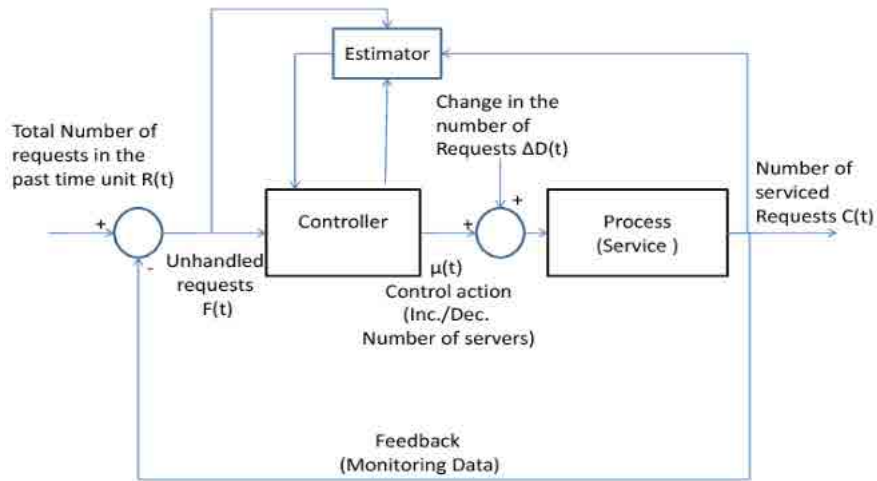 Estimator
Change in the
number of
Requests ΔD(t)
Total Number of
requests in the
past time unit R(t)
Number of
serviced
Requests C(t)
+
-
Unhandled
requests
F(t)
Controller
+
+
μ(t)
Control action
(Inc./Dec.
Number of servers)
Process
(Service )
Feedback
(Monitoring Data)